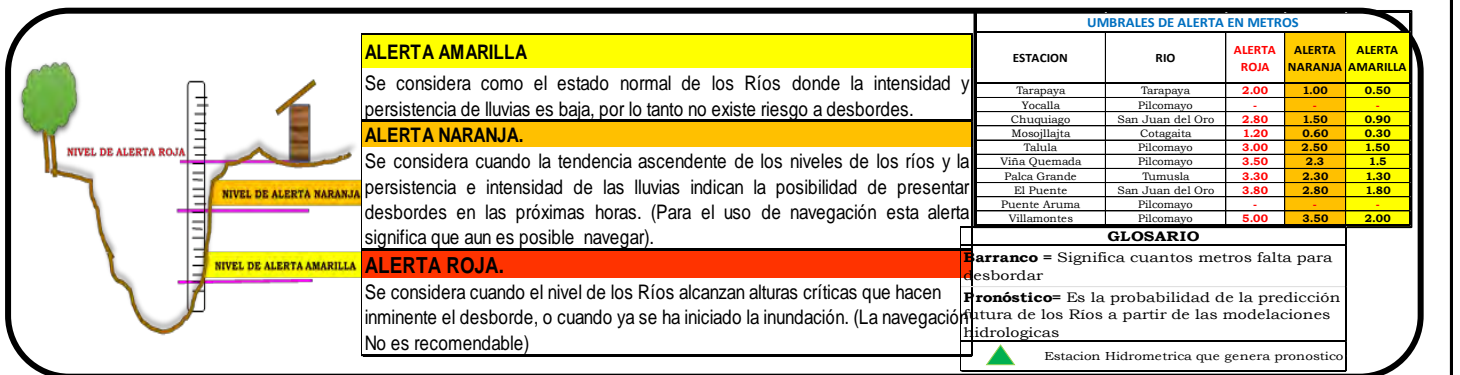 NIVEL DE ALERTA ROJA
NIVEL DE ALERTA NARANJA
NIVEL DE ALERTA AMARILLA
ALERTA AMARILLA
Se considera como el estado normal de los Ríos donde la intensidad y
persistencia de lluvias es baja, por lo tanto no existe riesgo a desbordes.
ALERTA NARANJA.
Se considera cuando la tendencia ascendente de los niveles de los ríos y la
persistencia e intensidad de las lluvias indican la posibilidad de presentar
desbordes en las próximas horas. (Para el uso de navegación esta alerta
significa que aun es posible navegar).
ALERTA ROJA.
Se considera cuando el nivel de los Ríos alcanzan alturas críticas que hacen
inminente el desborde, o cuando ya se ha iniciado la inundación. (La navegación
No es recomendable)
UMBRALES DE ALERTA EN METROS
ESTACION RIO ALERTA ROJA ALERTA NARANJA ALERTA AMARILLA
Tarapaya Tarapaya 2.00 1.00 0.50
Yocalla Pilcomayo - - -
Chuquiago San Juan del Oro 2.80 1.50 0.90
Mosojllajta Cotagaita 1.20 0.60 0.30
Talula Pilcomayo 3.00 2.50 1.50
Viña Quemada Pilcomayo 3.50 2.3 1.5
Palca Grande Tumusla 3.30 2.30 1.30
El Puente San Juan del Oro 3.80 2.80 1.80
Puente Aruma Pilcomayo - - -
Villamontes Pilcomayo 5.00 3.50 2.00
GLOSARIO
Barranco = Significa cuantos metros falta para
desbordar
Pronóstico= Es la probabilidad de la predicción
futura de los Ríos a partir de las modelaciones
hidrologicas
Estacion Hidrometrica que genera pronostico